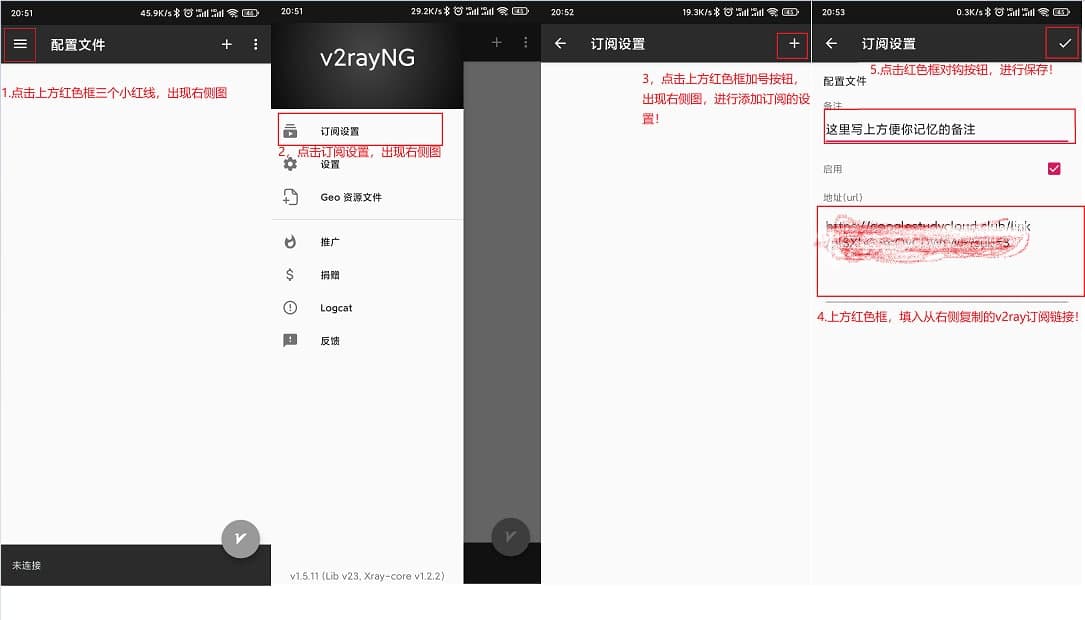 20:51
45.9K/s
45
配置文件
1.点击上方红色框三个小红线，出现右侧图
未连接
20:51
29.2K/s
45
v2rayNG
订阅设置
2，点击订阅设置，出现右侧图
设置
Geo 资源文件
推广
捐赠
Logcat
反馈
v1.5.11 (Lib v23, Xray-core v1.2.2)
20:52
19.3K/s
45
订阅设置
3，点击上方红色框加号按钮，
出现右侧图，进行添加订阅的设
置！
20:53
0.3K/s
45
订阅设置
5.点击红色框对钩按钮，进行保存！
配置文件
备注
这里写上方便你记忆的备注
启用
地址(url)
4.上方红色框，填入从右侧复制的v2ray订阅链接！